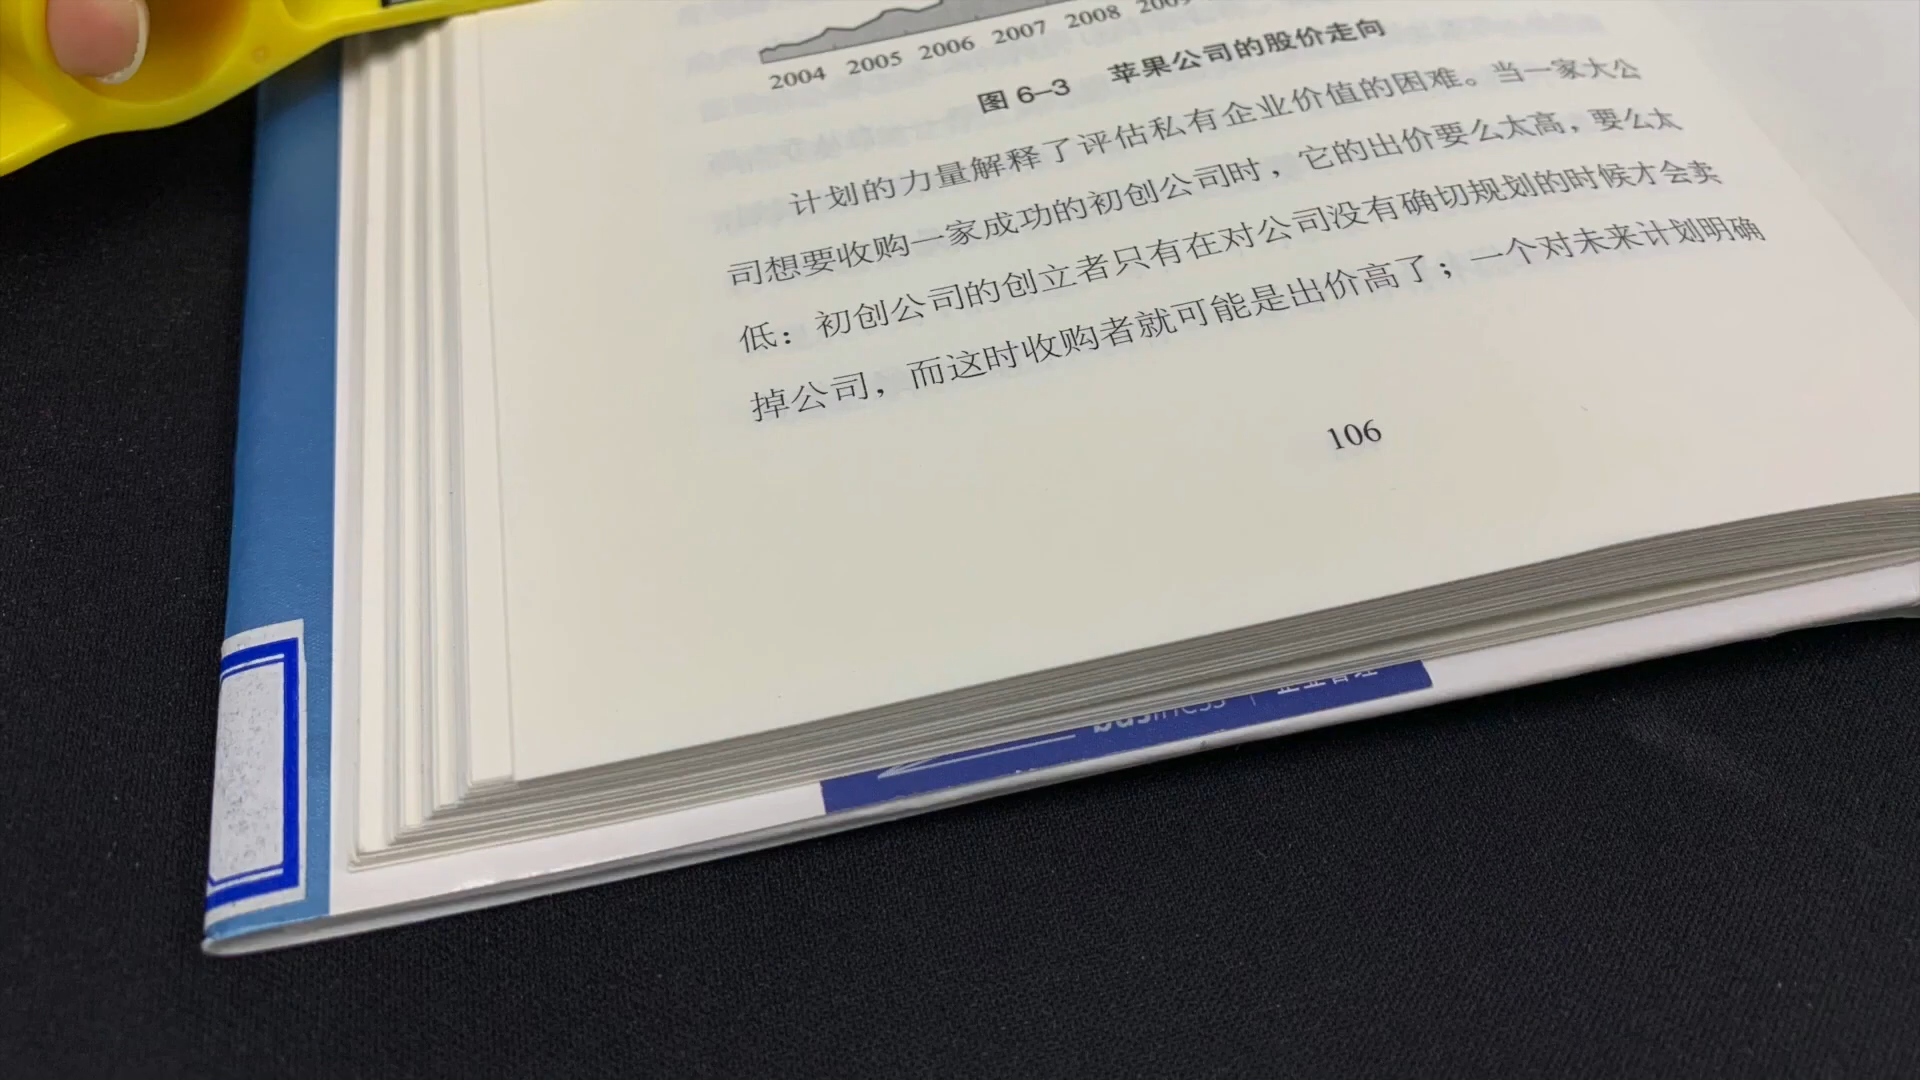 2004 2005 2006 2007 2008 2009
图 6–3 苹果公司的股价走向
计划的力量解释了评估私有企业价值的困难。当一家大公
司想要收购一家成功的初创公司时，它的出价要么太高，要么太
低：初创公司的创立者只有在对公司没有确切规划的时候才会卖
掉公司，而这时收购者就可能是出价高了；一个对未来计划明确
106
business | 企业管理